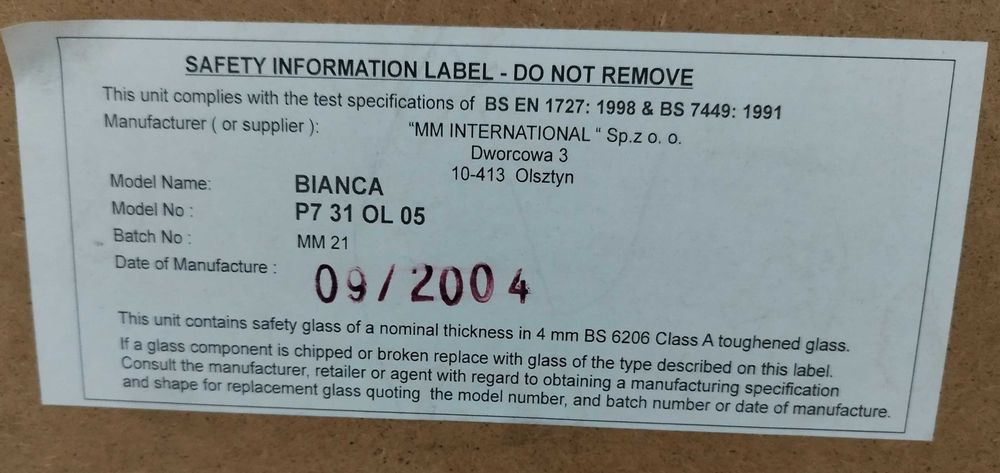 SAFETY INFORMATION LABEL - DO NOT REMOVE
This unit complies with the test specifications of BS EN 1727: 1998 & BS 7449: 1991
Manufacturer ( or supplier ): "MM INTERNATIONAL " Sp.z o. o.
Dworcowa 3
10-413 Olsztyn
Model Name: BIANCA
Model No : P7 31 OL 05
Batch No : MM 21
Date of Manufacture : 09/2004
This unit contains safety glass of a nominal thickness in 4 mm BS 6206 Class A toughened glass.
If a glass component is chipped or broken replace with glass of the type described on this label.
Consult the manufacturer, retailer or agent with regard to obtaining a manufacturing specification
and shape for replacement glass quoting the model number, and batch number or date of manufacture.